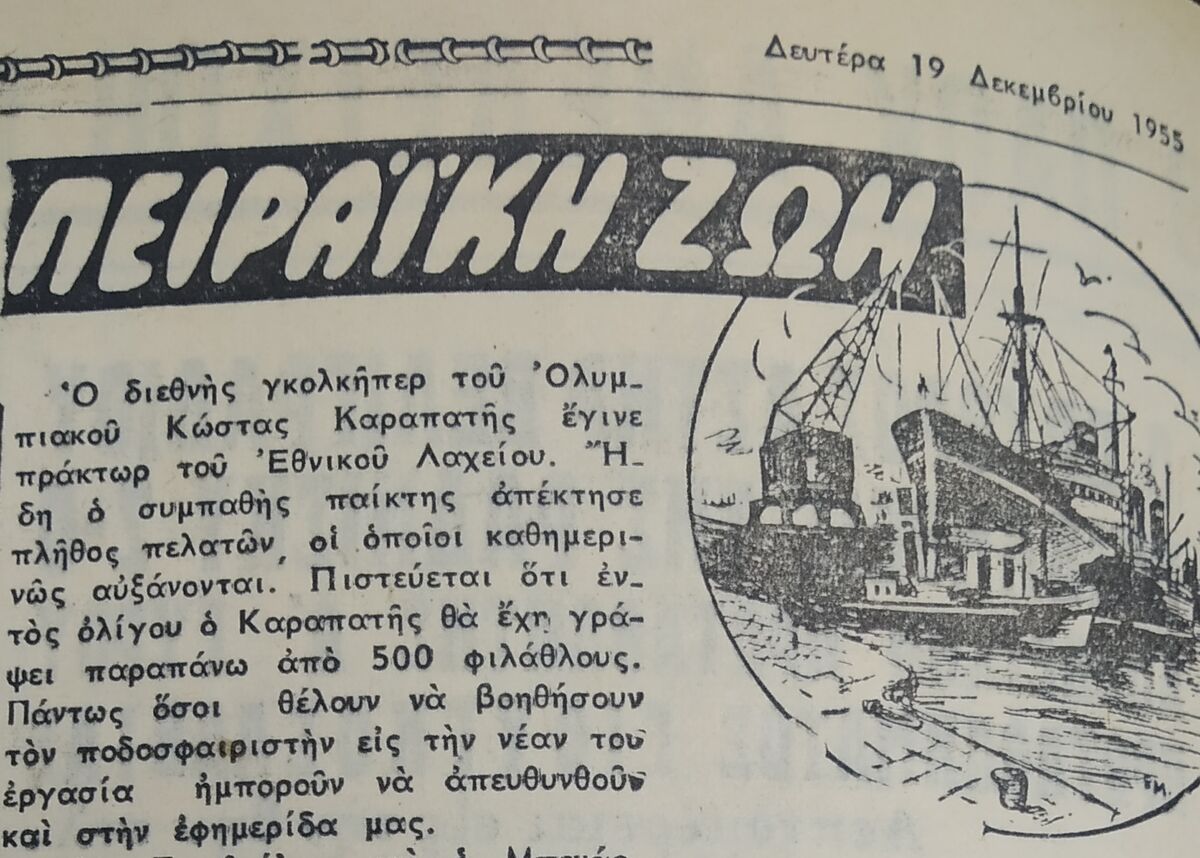 Δευτέρα 19 Δεκεμβρίου 1955
ΠΕΙΡΑΪΚΗ ΖΩΗ
Ὁ διεθνὴς γκολκῆπερ τοῦ Ὀλυμ-
πιακοῦ Κώστας Καραπατῆς ἔγινε
πράκτωρ τοῦ Ἐθνικοῦ Λαχείου. Ἤ-
δη ὁ συμπαθὴς παίκτης ἀπέκτησε
πλῆθος πελατῶν, οἱ ὁποῖοι καθημερι-
νῶς αὐξάνονται. Πιστεύεται ὅτι ἐν-
τὸς ὀλίγου ὁ Καραπατῆς θὰ ἔχη γρά-
ψει παραπάνω ἀπὸ 500 φιλάθλους.
Πάντως ὅσοι θέλουν νὰ βοηθήσουν
τὸν ποδοσφαιριστὴν εἰς τὴν νέαν του
ἐργασία ἠμποροῦν νὰ ἀπευθυνθοῦν
καὶ στὴν ἐφημερίδα μας.